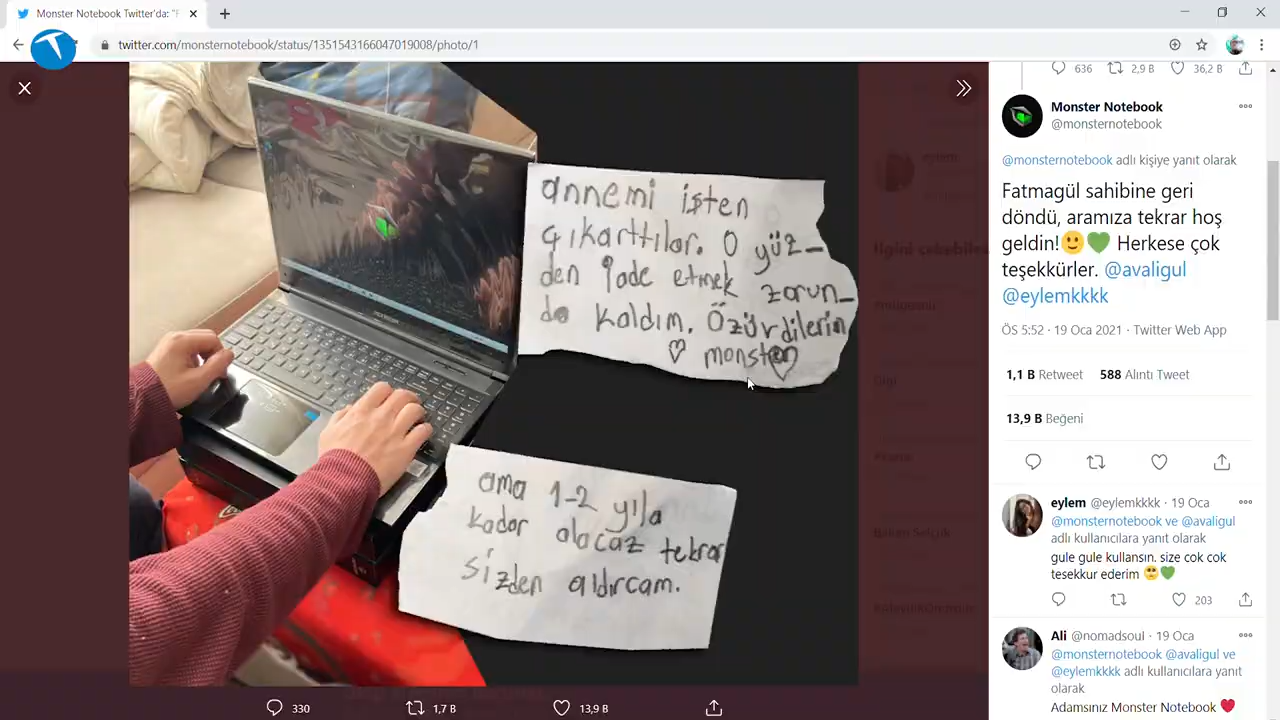 Monster Notebook Twitter'da: "F
twitter.com/monsternotebook/status/1351543166047019008/photo/1
annemi işten
çıkarttılar. O yüz-
den iade etmek zorun-
da kaldım. Özürdilerim
♡ monster ♡
ama 1-2 yıla
kadar alacaz tekrar
sizden aldırcam.
330
1,7 B
13,9 B
636
2,9 B
36,2 B
Monster Notebook
@monsternotebook
@monsternotebook adlı kişiye yanıt olarak
Fatmagül sahibine geri
döndü, aramıza tekrar hoş
geldin!🙂💚 Herkese çok
teşekkürler. @avaligul
@eylemkkkk
ÖS 5:52 · 19 Oca 2021 · Twitter Web App
1,1 B Retweet 588 Alıntı Tweet
13,9 B Beğeni
eylem @eylemkkkk · 19 Oca
@monsternotebook ve @avaligul
adlı kullanıcılara yanıt olarak
gule gule kullansın. size cok cok
tesekkur ederim 🥺💚
203
Ali @nomadsoul · 19 Oca
@monsternotebook @avaligul ve
@eylemkkkk adlı kullanıcılara yanıt
olarak
Adamsınız Monster Notebook ♥